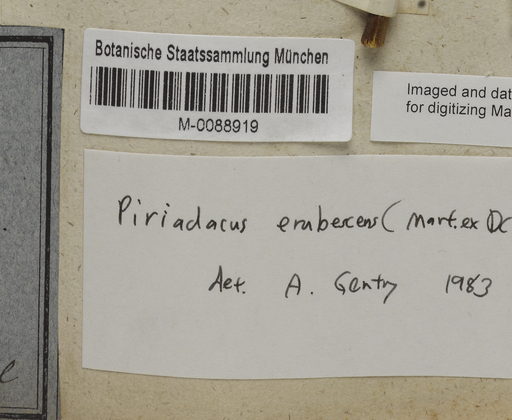 Botanische Staatssammlung München
M-0088919
Imaged and dat
for digitizing Ma
Piriadacus erubescens (Mart. ex DC
det. A. Gentry 1983